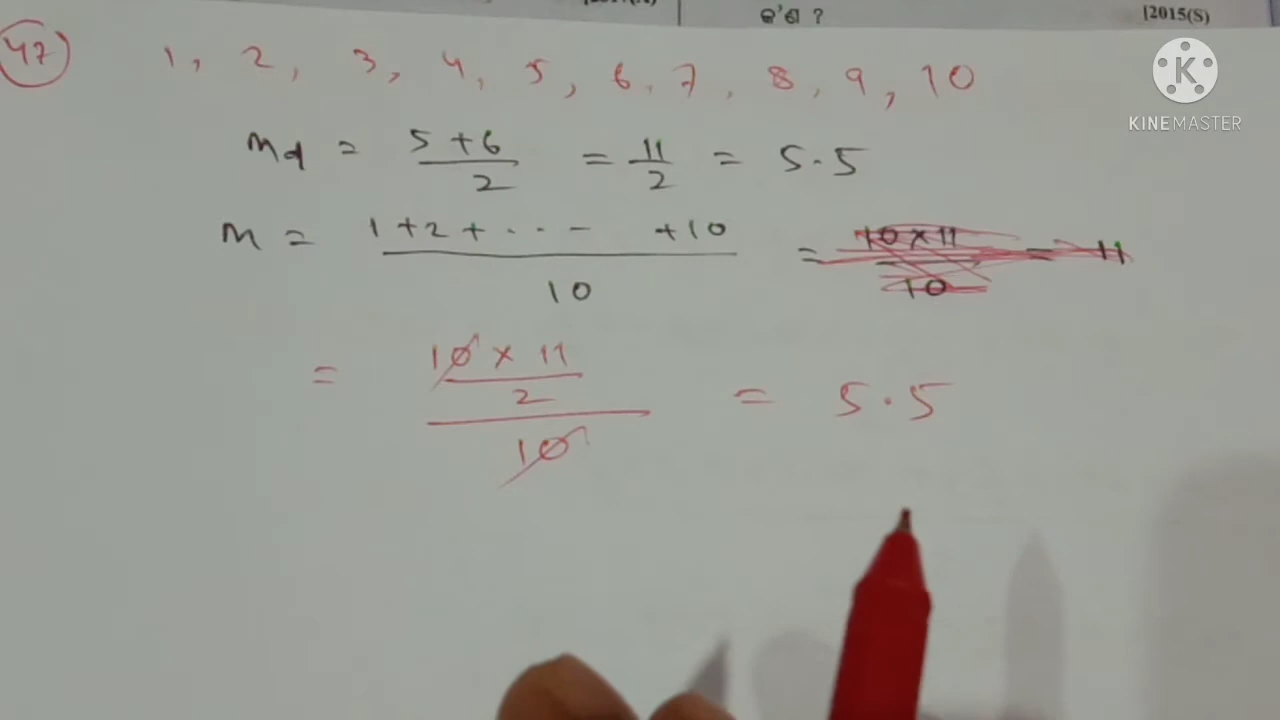 କ'ଣ ? [2015(S)
47) 1, 2, 3, 4, 5, 6, 7, 8, 9, 10
KINEMASTER
Md = 5+6/2 = 11/2 = 5.5
M = 1+2+...- +10/10 = 10×11/10 = 11
= 10×11/2/10 = 5.5